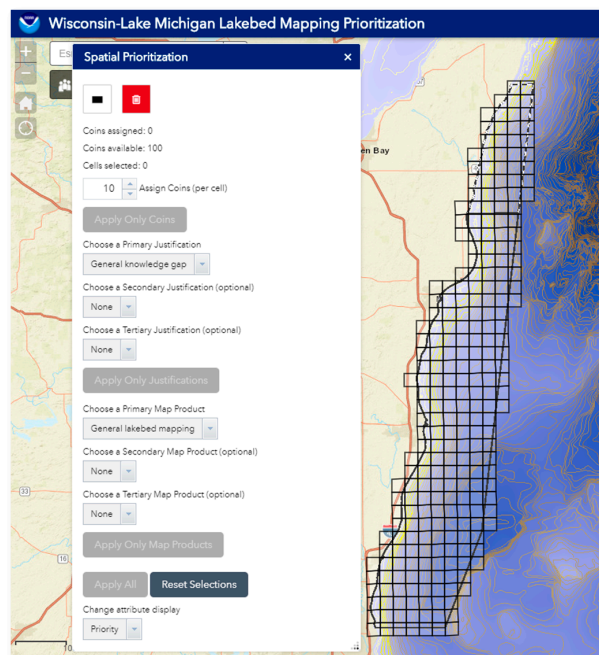 Wisconsin-Lake Michigan Lakebed Mapping Prioritization
Es
Spatial Prioritization ×
Coins assigned: 0
Coins available: 100
Cells selected: 0
10 Assign Coins (per cell)
Apply Only Coins
Choose a Primary Justification
General knowledge gap
Choose a Secondary Justification (optional)
None
Choose a Tertiary Justification (optional)
None
Apply Only Justifications
Choose a Primary Map Product
General lakebed mapping
Choose a Secondary Map Product (optional)
None
Choose a Tertiary Map Product (optional)
None
Apply Only Map Products
Apply All Reset Selections
Change attribute display
Priority
en Bay
33
16
10